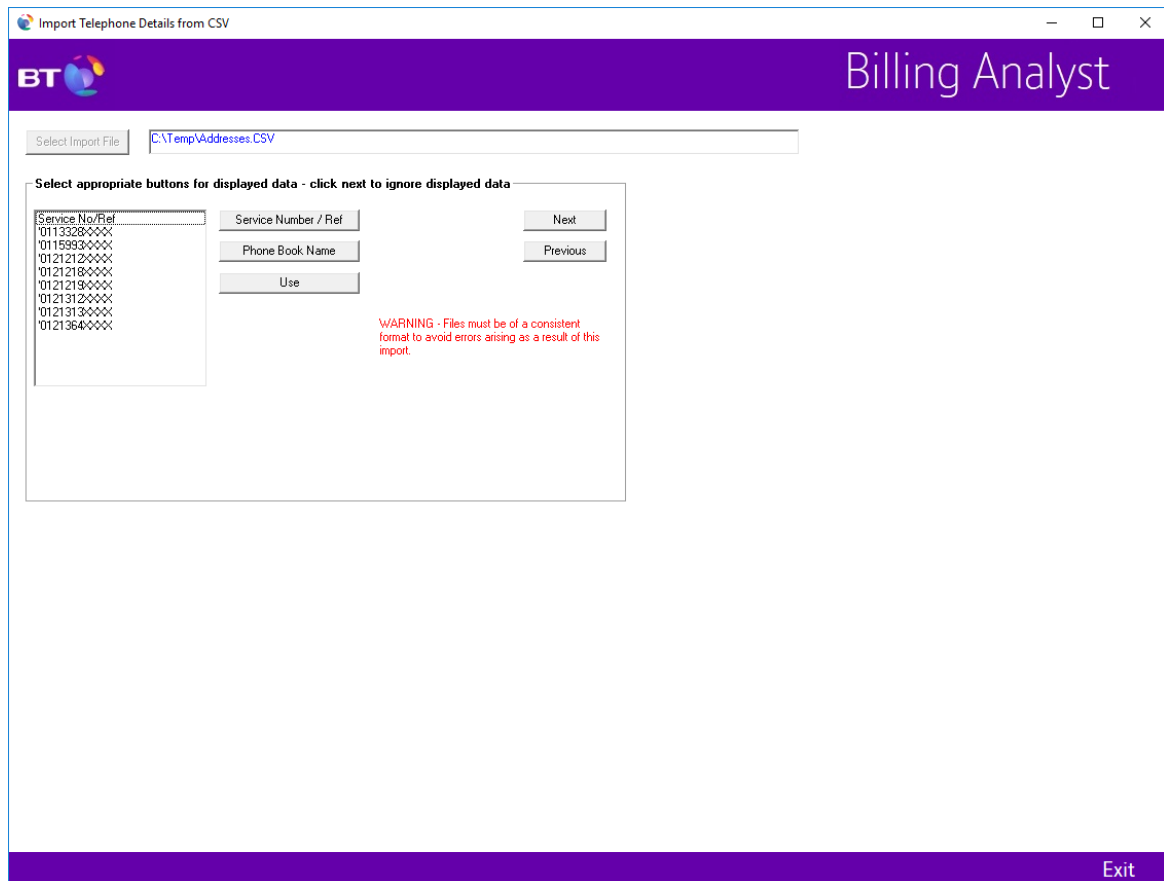 Import Telephone Details from CSV
BT
Billing Analyst
Select Import File
C:\Temp\Addresses.CSV
Select appropriate buttons for displayed data - click next to ignore displayed data
Service No/Ref
'0113328XXXX
'0115993XXXX
'0121212XXXX
'0121218XXXX
'0121219XXXX
'0121312XXXX
'0121313XXXX
'0121364XXXX
Service Number / Ref
Phone Book Name
Use
Next
Previous
WARNING - Files must be of a consistent
format to avoid errors arising as a result of this
import.
Exit